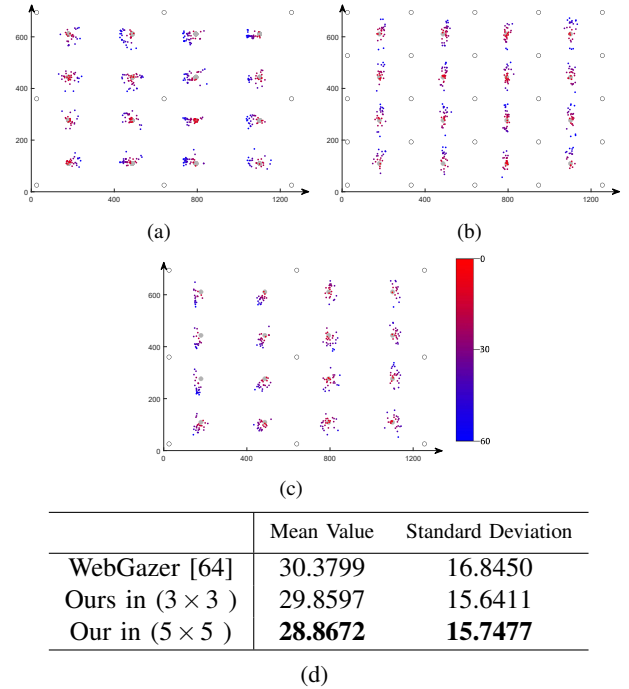 600
400
200
0
0 400 800 1200
(a)
600
400
200
0
0 400 800 1200
(b)
600
400
200
0
0 400 800 1200
0
30
60
(c)
Mean Value Standard Deviation
WebGazer [64] 30.3799 16.8450
Ours in (3 × 3 ) 29.8597 15.6411
Our in (5 × 5 ) 28.8672 15.7477
(d)